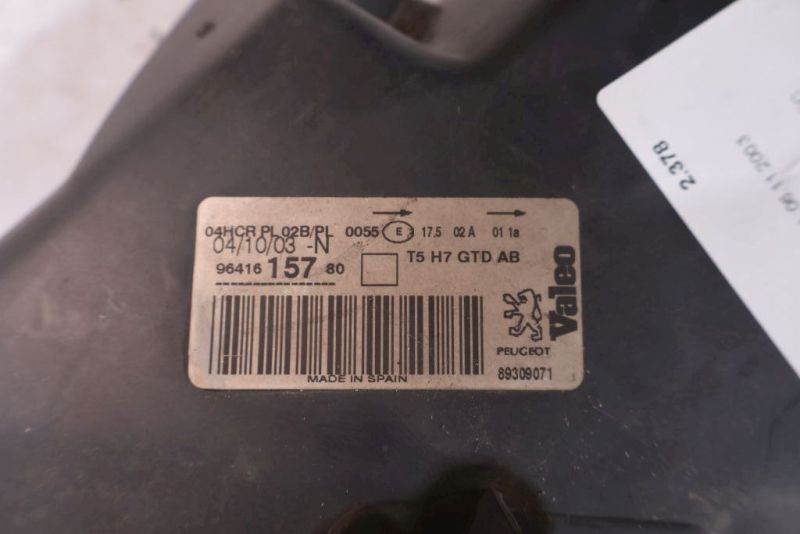 04HCR PL 02B/PL 0055 E 17.5 02 A 01 1a
04/10/03 -N
96416 157 80
T5 H7 GTD AB
Valeo
PEUGEOT
MADE IN SPAIN
89309071
2.378